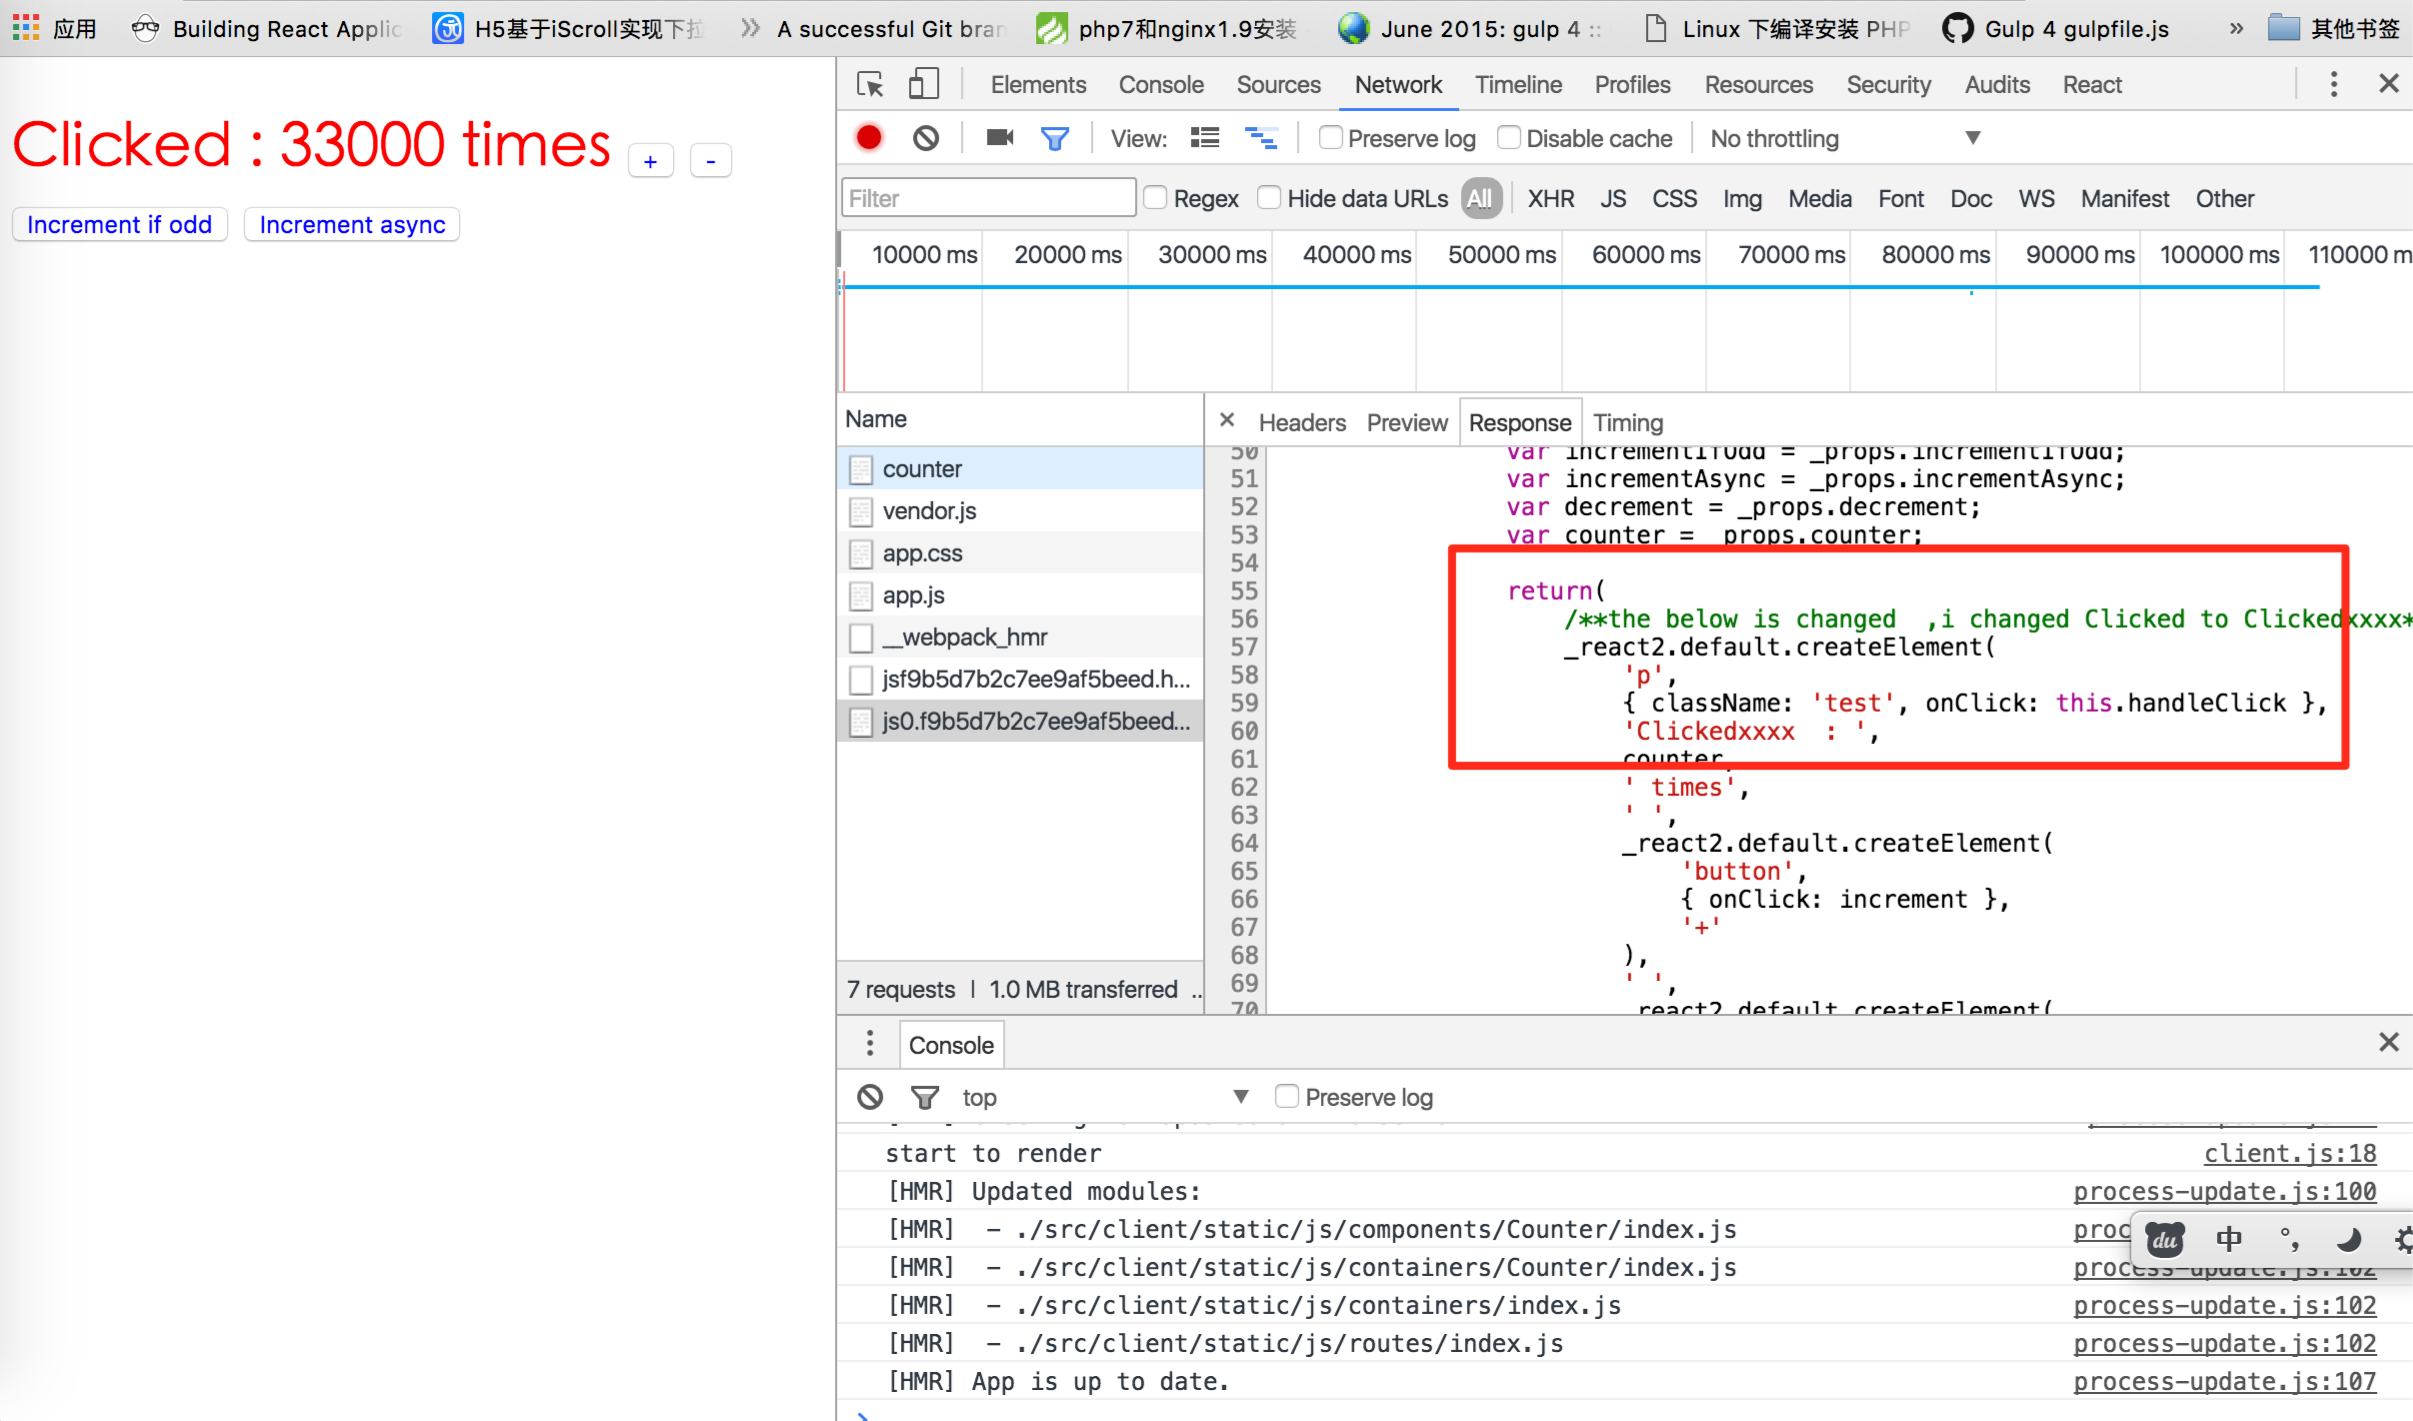 应用 Building React Applic H5基于iScroll实现下拉 A successful Git bran php7和nginx1.9安装 June 2015: gulp 4 :: Linux 下编译安装 PHP Gulp 4 gulpfile.js » 其他书签
Clicked : 33000 times + -
Increment if odd Increment async
Elements Console Sources Network Timeline Profiles Resources Security Audits React
View: Preserve log Disable cache No throttling
Filter Regex Hide data URLs All XHR JS CSS Img Media Font Doc WS Manifest Other
10000 ms 20000 ms 30000 ms 40000 ms 50000 ms 60000 ms 70000 ms 80000 ms 90000 ms 100000 ms 110000 m
Name
counter
vendor.js
app.css
app.js
__webpack_hmr
jsf9b5d7b2c7ee9af5beed.h...
js0.f9b5d7b2c7ee9af5beed...
7 requests | 1.0 MB transferred ..
× Headers Preview Response Timing
50 var incrementIfOdd = _props.incrementIfOdd;
51 var incrementAsync = _props.incrementAsync;
52 var decrement = _props.decrement;
53 var counter = _props.counter;
54
55 return(
56 /**the below is changed ,i changed Clicked to Clickedxxxx*
57 _react2.default.createElement(
58 'p',
59 { className: 'test', onClick: this.handleClick },
60 'Clickedxxxx : ',
61 counter,
62 ' times',
63 ' ',
64 _react2.default.createElement(
65 'button',
66 { onClick: increment },
67 '+'
68 ),
69 ' ',
70 _react2.default.createElement(
Console
top Preserve log
start to render client.js:18
[HMR] Updated modules: process-update.js:100
[HMR] - ./src/client/static/js/components/Counter/index.js proc
[HMR] - ./src/client/static/js/containers/Counter/index.js process-update.js:102
[HMR] - ./src/client/static/js/containers/index.js process-update.js:102
[HMR] - ./src/client/static/js/routes/index.js process-update.js:102
[HMR] App is up to date. process-update.js:107
du 中 °,